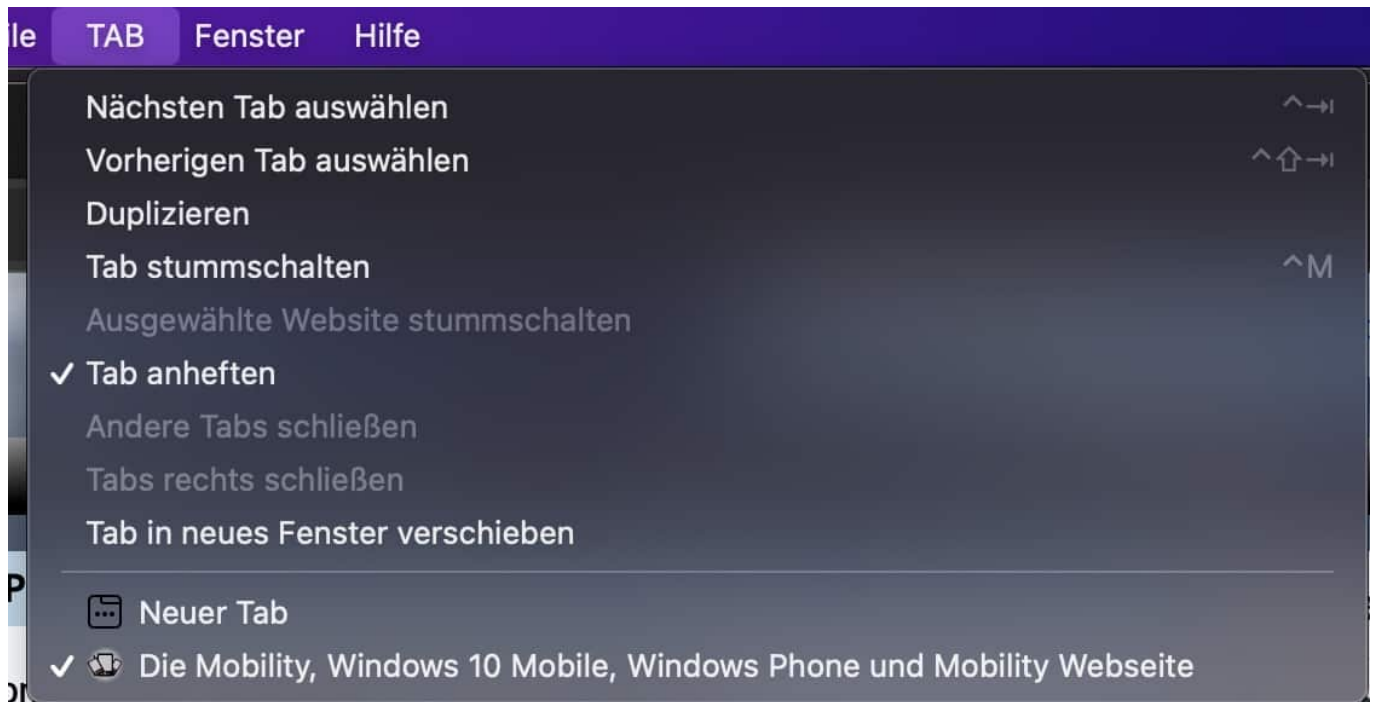 ile TAB Fenster Hilfe
Nächsten Tab auswählen ^⇥
Vorherigen Tab auswählen ^⇧⇥
Duplizieren
Tab stummschalten ^M
Ausgewählte Website stummschalten
✓ Tab anheften
Andere Tabs schließen
Tabs rechts schließen
Tab in neues Fenster verschieben
P
Neuer Tab
✓ Die Mobility, Windows 10 Mobile, Windows Phone und Mobility Webseite
or